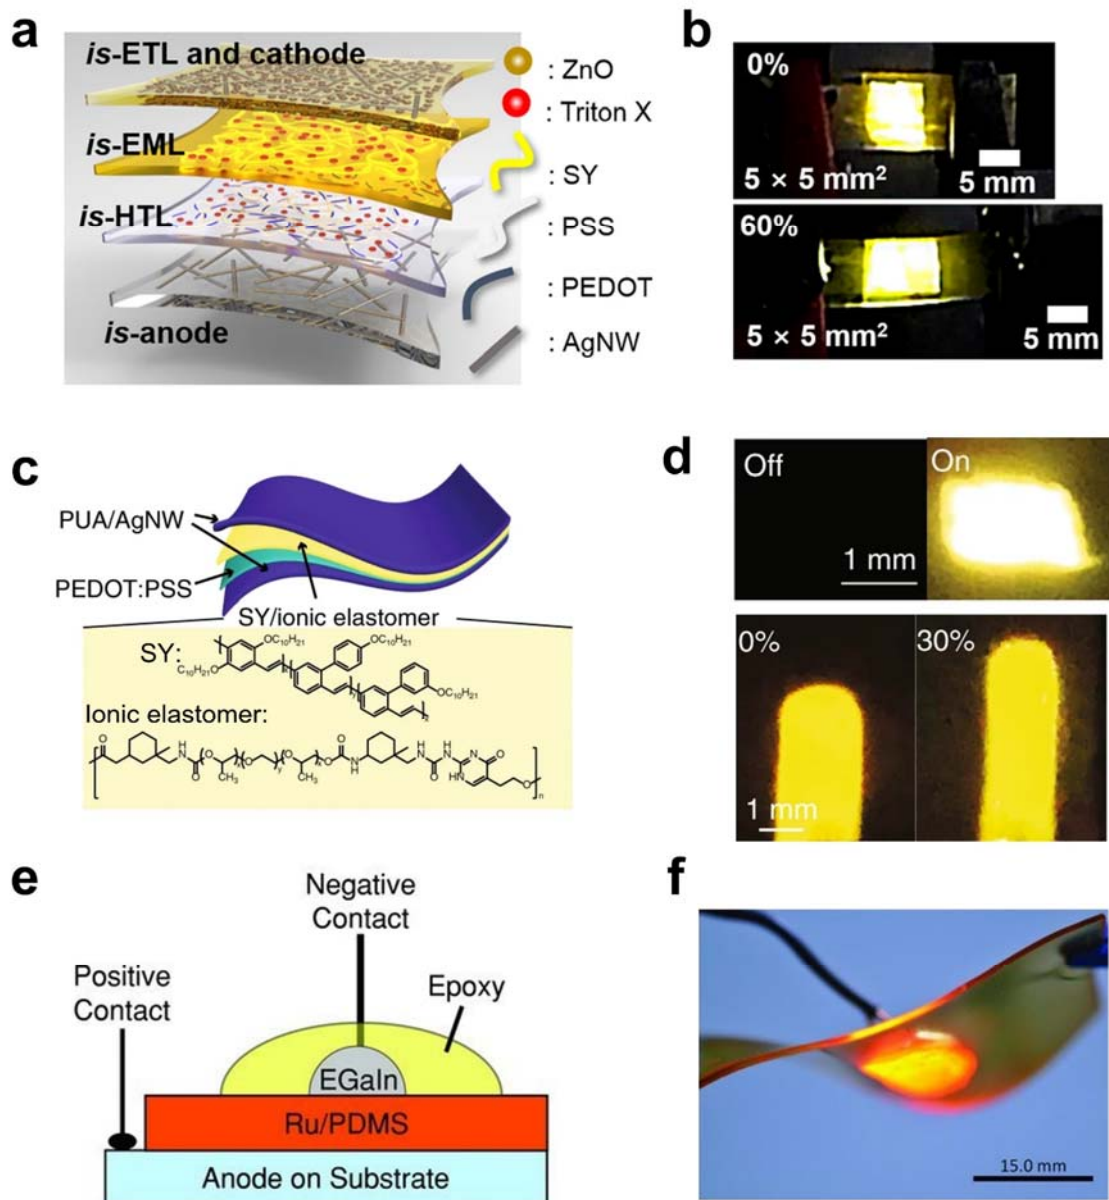 a
is-ETL and cathode
is-EML
is-HTL
is-anode
: ZnO
: Triton X
: SY
: PSS
: PEDOT
: AgNW
b
0%
5 × 5 mm²
5 mm
60%
5 × 5 mm²
5 mm
c
PUA/AgNW
PEDOT:PSS
SY/ionic elastomer
SY:
OC₁₀H₂₁
C₁₀H₂₁O
OC₁₀H₂₁
OC₁₀H₂₁
Ionic elastomer:
d
Off
On
1 mm
0%
30%
1 mm
e
Negative
Contact
Positive
Contact
Epoxy
EGaIn
Ru/PDMS
Anode on Substrate
f
15.0 mm